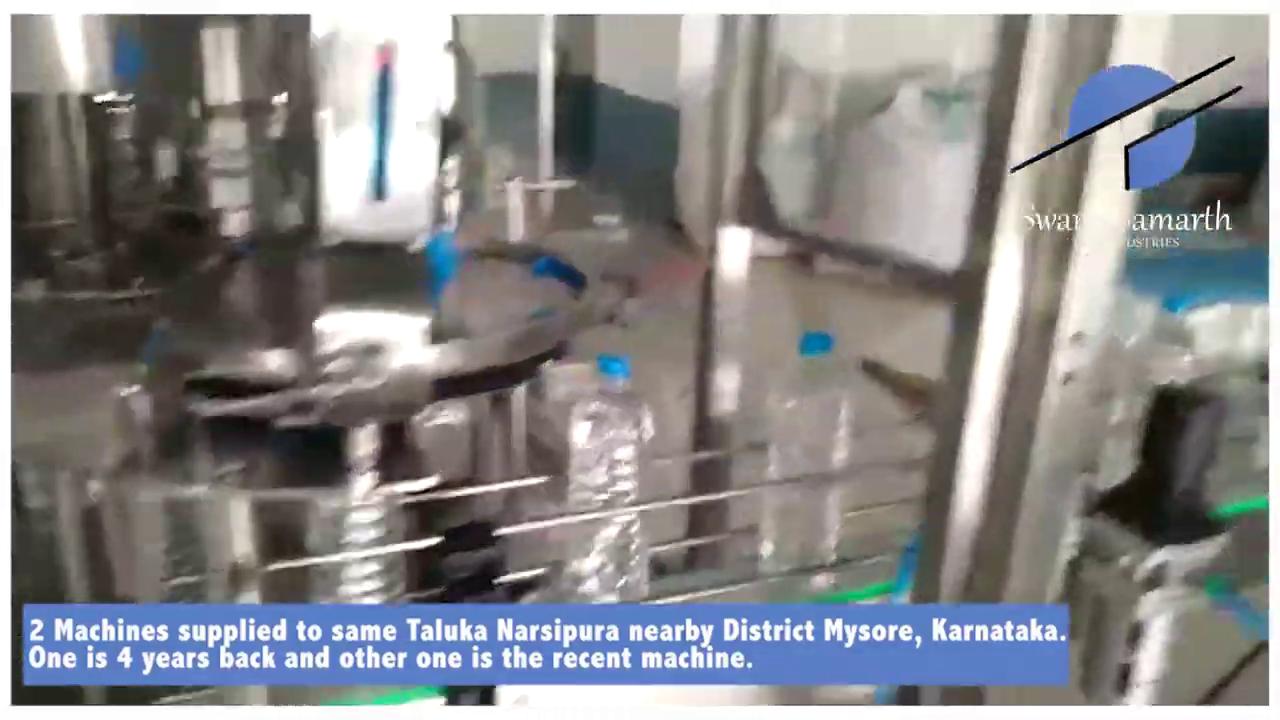 Samarth
2 Machines supplied to same Taluka Narsipura nearby District Mysore, Karnataka.
One is 4 years back and other one is the recent machine.